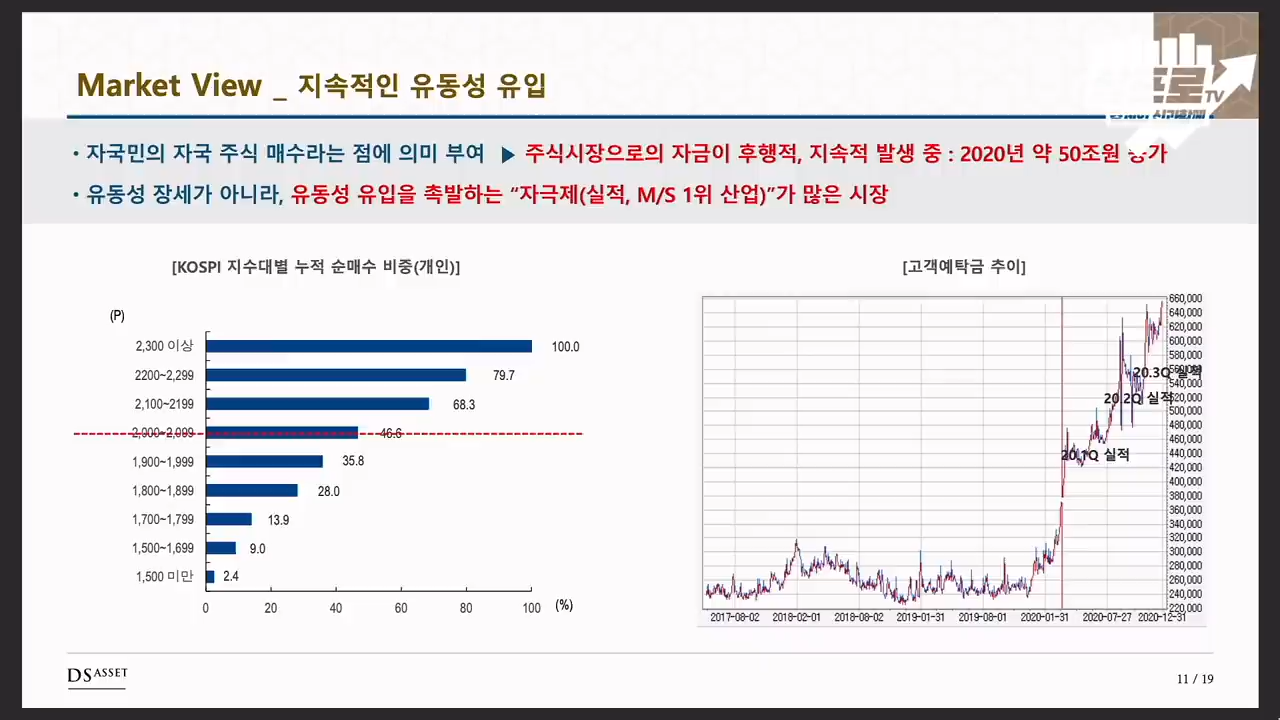 Market View _ 지속적인 유동성 유입
로
TV
• 자국민의 자국 주식 매수라는 점에 의미 부여 ▶ 주식시장으로의 자금이 후행적, 지속적 발생 중 : 2020년 약 50조원 증가
• 유동성 장세가 아니라, 유동성 유입을 촉발하는 “자극제(실적, M/S 1위 산업)”가 많은 시장
[KOSPI 지수대별 누적 순매수 비중(개인)]
(P)
2,300 이상 100.0
2200~2,299 79.7
2,100~2199 68.3
2,000~2,099 46.6
1,900~1,999 35.8
1,800~1,899 28.0
1,700~1,799 13.9
1,500~1,699 9.0
1,500 미만 2.4
0 20 40 60 80 100 (%)
[고객예탁금 추이]
660,000
640,000
620,000
600,000
580,000
560,000
540,000
520,000
500,000
480,000
460,000
440,000
420,000
400,000
380,000
360,000
340,000
320,000
300,000
280,000
260,000
240,000
220,000
20.3Q 실적
20.2Q 실적
20.1Q 실적
2017-08-02 2018-02-01 2018-08-02 2019-01-31 2019-08-01 2020-01-31 2020-07-27 2020-12-31
DS ASSET
11 / 19